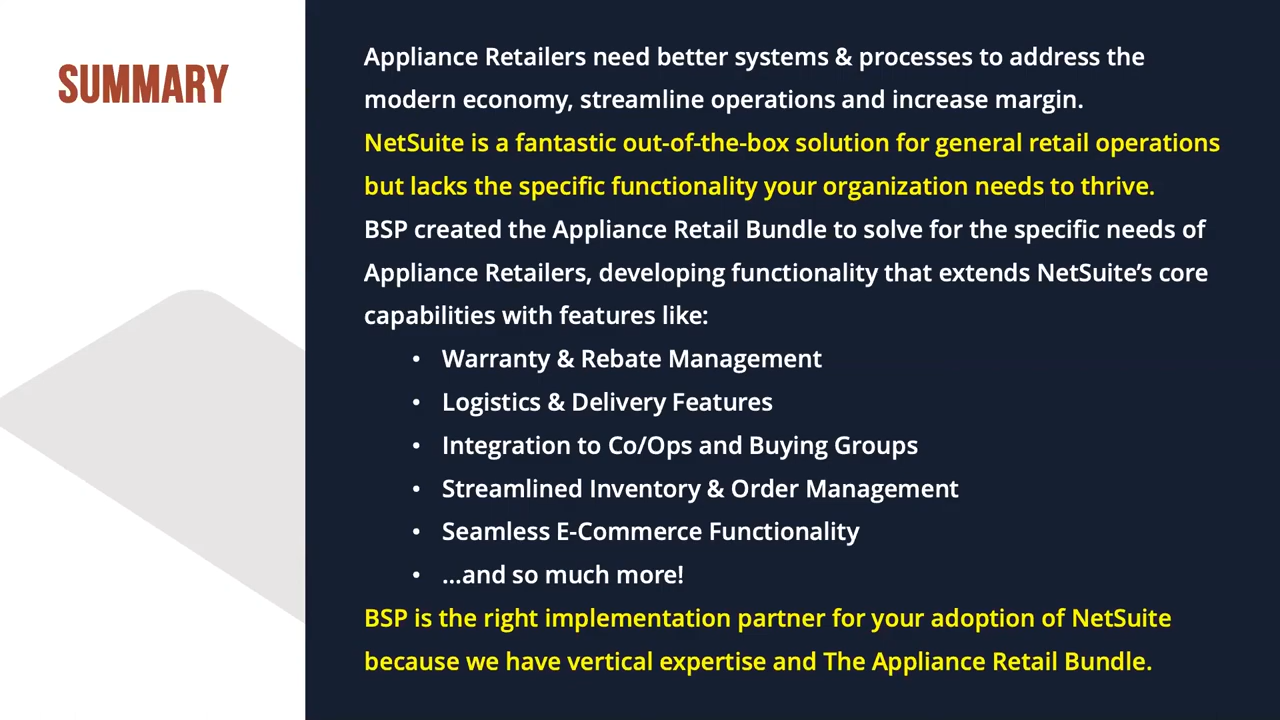 SUMMARY
Appliance Retailers need better systems & processes to address the
modern economy, streamline operations and increase margin.
NetSuite is a fantastic out-of-the-box solution for general retail operations
but lacks the specific functionality your organization needs to thrive.
BSP created the Appliance Retail Bundle to solve for the specific needs of
Appliance Retailers, developing functionality that extends NetSuite’s core
capabilities with features like:
• Warranty & Rebate Management
• Logistics & Delivery Features
• Integration to Co/Ops and Buying Groups
• Streamlined Inventory & Order Management
• Seamless E-Commerce Functionality
• ...and so much more!
BSP is the right implementation partner for your adoption of NetSuite
because we have vertical expertise and The Appliance Retail Bundle.